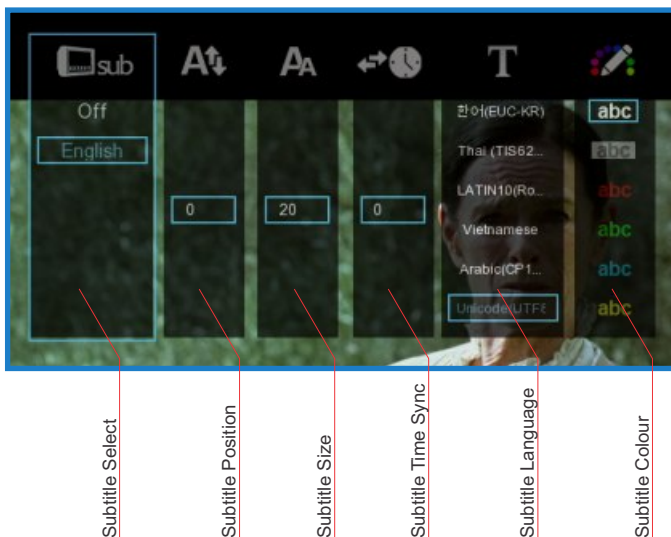 sub
A
AA
T
Off
English
0
20
0
한어(EUC-KR)
Thai (TIS62...
LATIN10(Ro...
Vietnamese
Arabic(CP1...
Unicode(UTF8
abc
abc
abc
abc
abc
abc
Subtitle Select
Subtitle Position
Subtitle Size
Subtitle Time Sync
Subtitle Language
Subtitle Colour